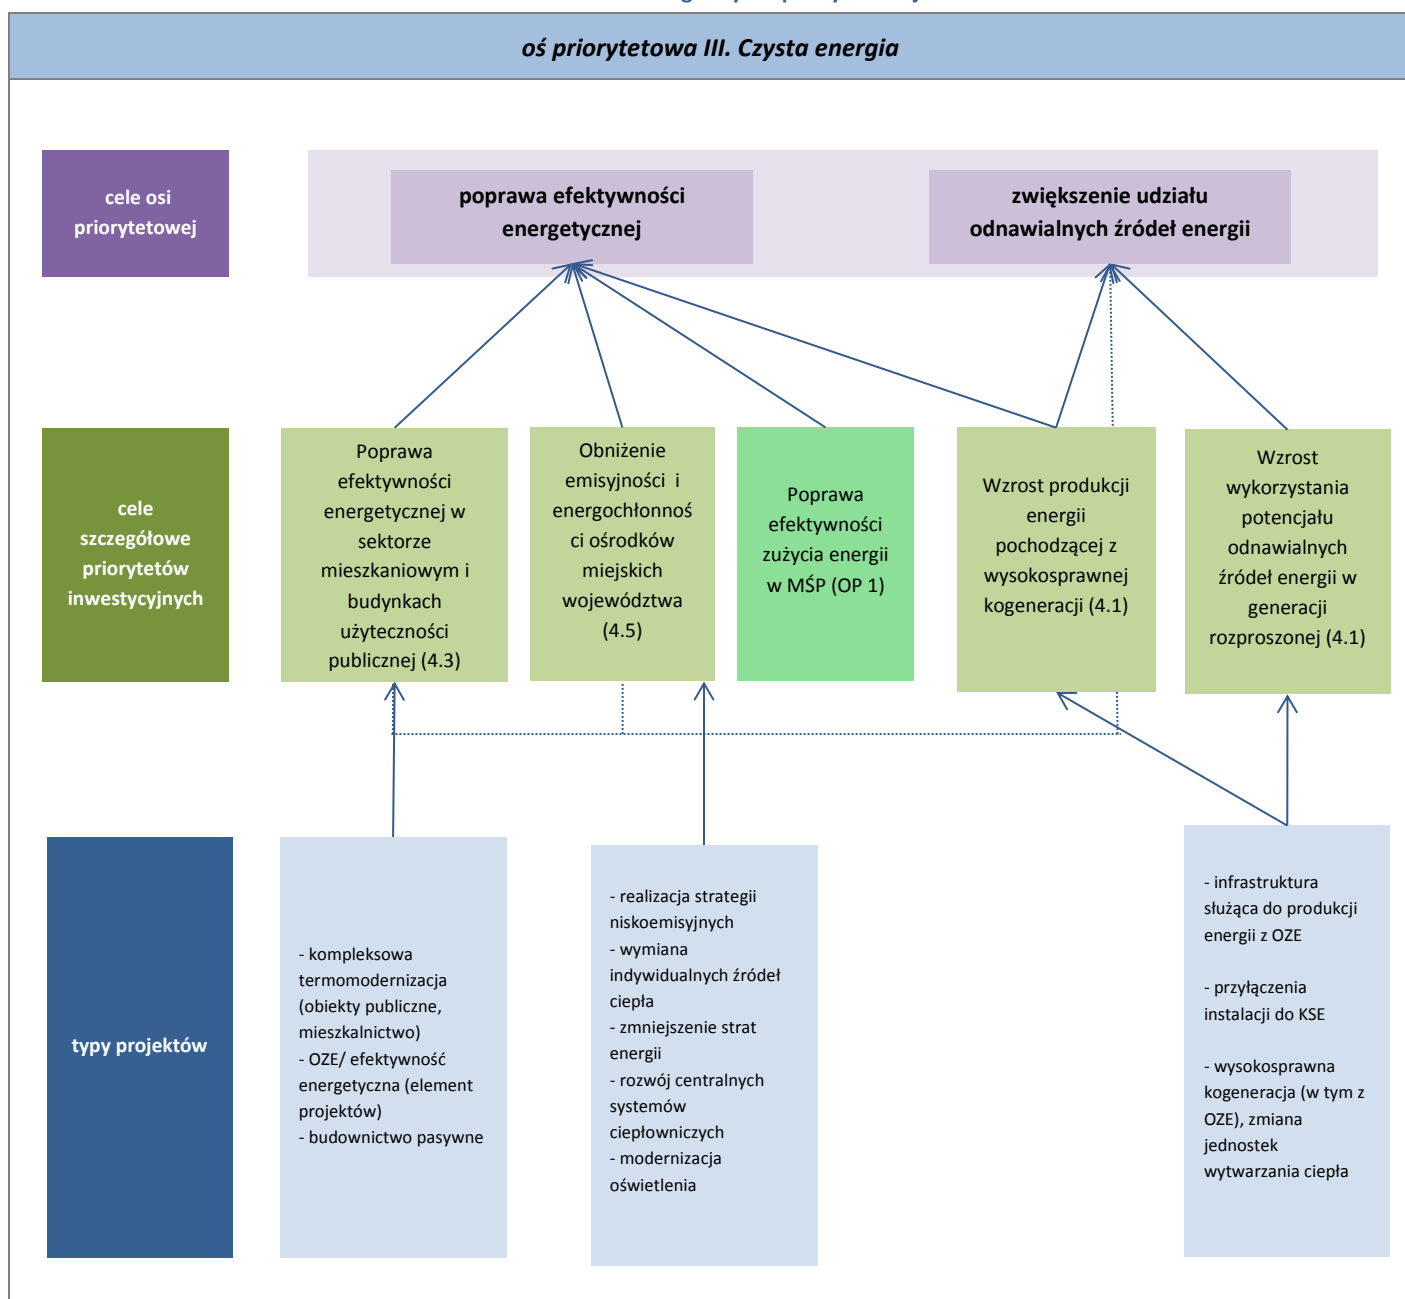 oś priorytetowa III. Czysta energia
cele osi
priorytetowej
poprawa efektywności
energetycznej
zwiększenie udziału
odnawialnych źródeł energii
cele
szczegółowe
priorytetów
inwestycyjnych
Poprawa
efektywności
energetycznej w
sektorze
mieszkaniowym i
budynkach
użyteczności
publicznej (4.3)
Obniżenie
emisyjności i
energochłonnoś
ci ośrodków
miejskich
województwa
(4.5)
Poprawa
efektywności
zużycia energii
w MŚP (OP 1)
Wzrost produkcji
energii
pochodzącej z
wysokosprawnej
kogeneracji (4.1)
Wzrost
wykorzystania
potencjału
odnawialnych
źródeł energii w
generacji
rozproszonej (4.1)
typy projektów
- kompleksowa
termomodernizacja
(obiekty publiczne,
mieszkalnictwo)
- OZE/ efektywność
energetyczna (element
projektów)
- budownictwo pasywne
- realizacja strategii
niskoemisyjnych
- wymiana
indywidualnych źródeł
ciepła
- zmniejszenie strat
energii
- rozwój centralnych
systemów
ciepłowniczych
- modernizacja
oświetlenia
- infrastruktura
służąca do produkcji
energii z OZE
- przyłączenia
instalacji do KSE
- wysokosprawna
kogeneracja (w tym z
OZE), zmiana
jednostek
wytwarzania ciepła